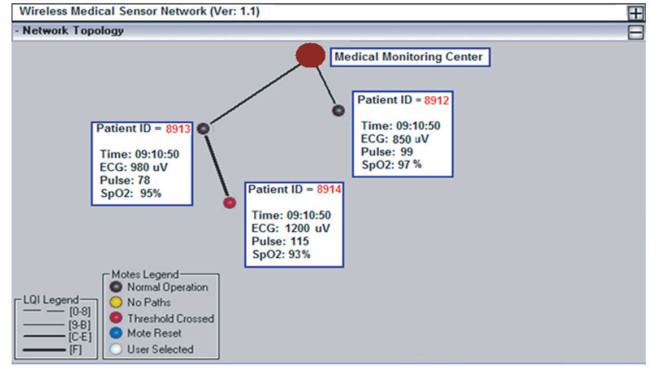 Wireless Medical Sensor Network (Ver: 1.1)
- Network Topology
Medical Monitoring Center
Patient ID = 8912
Time: 09:10:50
ECG: 850 uV
Pulse: 99
SpO2: 97 %
Patient ID = 8913
Time: 09:10:50
ECG: 980 uV
Pulse: 78
SpO2: 95%
Patient ID = 8914
Time: 09:10:50
ECG: 1200 uV
Pulse: 115
SpO2: 93%
LQI Legend
[0-8]
[9-B]
[C-E]
[F]
Motes Legend
Normal Operation
No Paths
Threshold Crossed
Mote Reset
User Selected